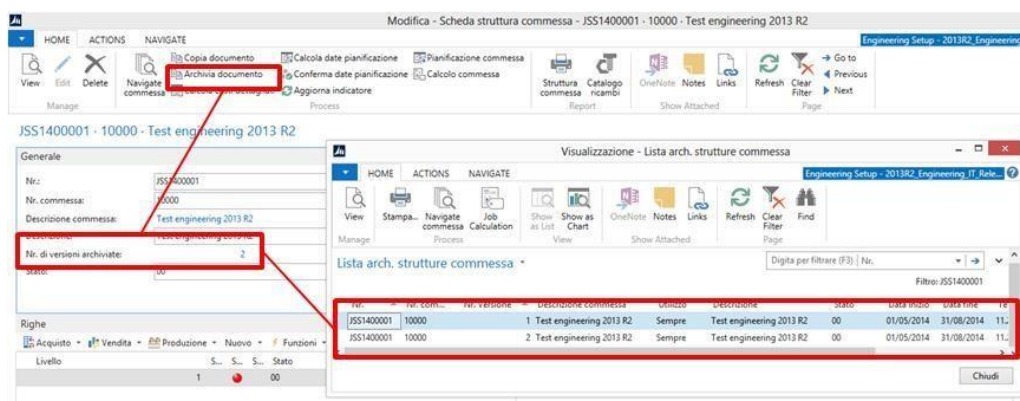 Modifica - Scheda struttura commessa - JSS1400001 · 10000 · Test engineering 2013 R2
HOME ACTIONS NAVIGATE
Engineering Setup - 2013R2_Engineering
View Edit Delete Navigate commessa
Copia documento Calcola date pianificazione Pianificazione commessa
Archivia documento Conferma date pianificazione Calcolo commessa
Aggiorna indicatore
Struttura commessa Catalogo ricambi OneNote Notes Links Refresh Clear Filter
Go to
Previous
Next
Manage Process Report Show Attached Page
JSS1400001 · 10000 · Test engineering 2013 R2
Generale
Nr.: JSS1400001
Nr. commessa: 10000
Descrizione commessa: Test engineering 2013 R2
Descrizione: Test engineering 2013 R2
Nr. di versioni archiviate: 2
Stato: 00
Righe
Acquisto Vendita Produzione Nuovo Funzioni
Livello S... S... S... Stato
1 00
Visualizzazione - Lista arch. strutture commessa
HOME ACTIONS NAVIGATE
Engineering Setup - 2013R2_Engineering_IT_Rele...
View Stampa... Navigate commessa Job Calculation Show as List Show as Chart OneNote Notes Links Refresh Clear Filter Find
Manage Process View Show Attached Page
Lista arch. strutture commessa
Digita per filtrare (F3) Nr.
Filtro: JSS1400001
Nr. Nr. com... Nr. versione Descrizione commessa Utilizzo Descrizione Stato Data inizio Data fine Te
JSS1400001 10000 1 Test engineering 2013 R2 Sempre Test engineering 2013 R2 00 01/05/2014 31/08/2014 11...
JSS1400001 10000 2 Test engineering 2013 R2 Sempre Test engineering 2013 R2 00 01/05/2014 31/08/2014 11...
Chiudi